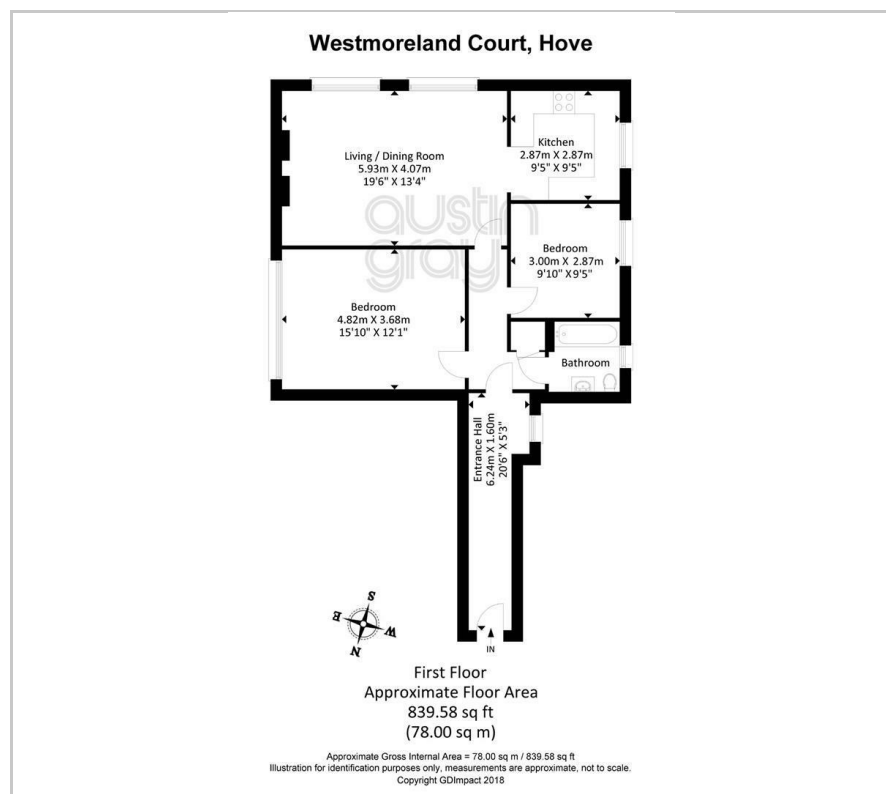 Westmoreland Court, Hove
Living / Dining Room
5.93m X 4.07m
19'6" X 13'4"
Kitchen
2.87m X 2.87m
9'5" X 9'5"
austin
gray
Bedroom
3.00m X 2.87m
9'10" X 9'5"
Bedroom
4.82m X 3.68m
15'10" X 12'1"
Bathroom
Entrance Hall
6.24m X 1.60m
20'6" X 5'3"
S
E
W
N
IN
First Floor
Approximate Floor Area
839.58 sq ft
(78.00 sq m)
Approximate Gross Internal Area = 78.00 sq m / 839.58 sq ft
Illustration for identification purposes only, measurements are approximate, not to scale.
Copyright GDImpact 2018